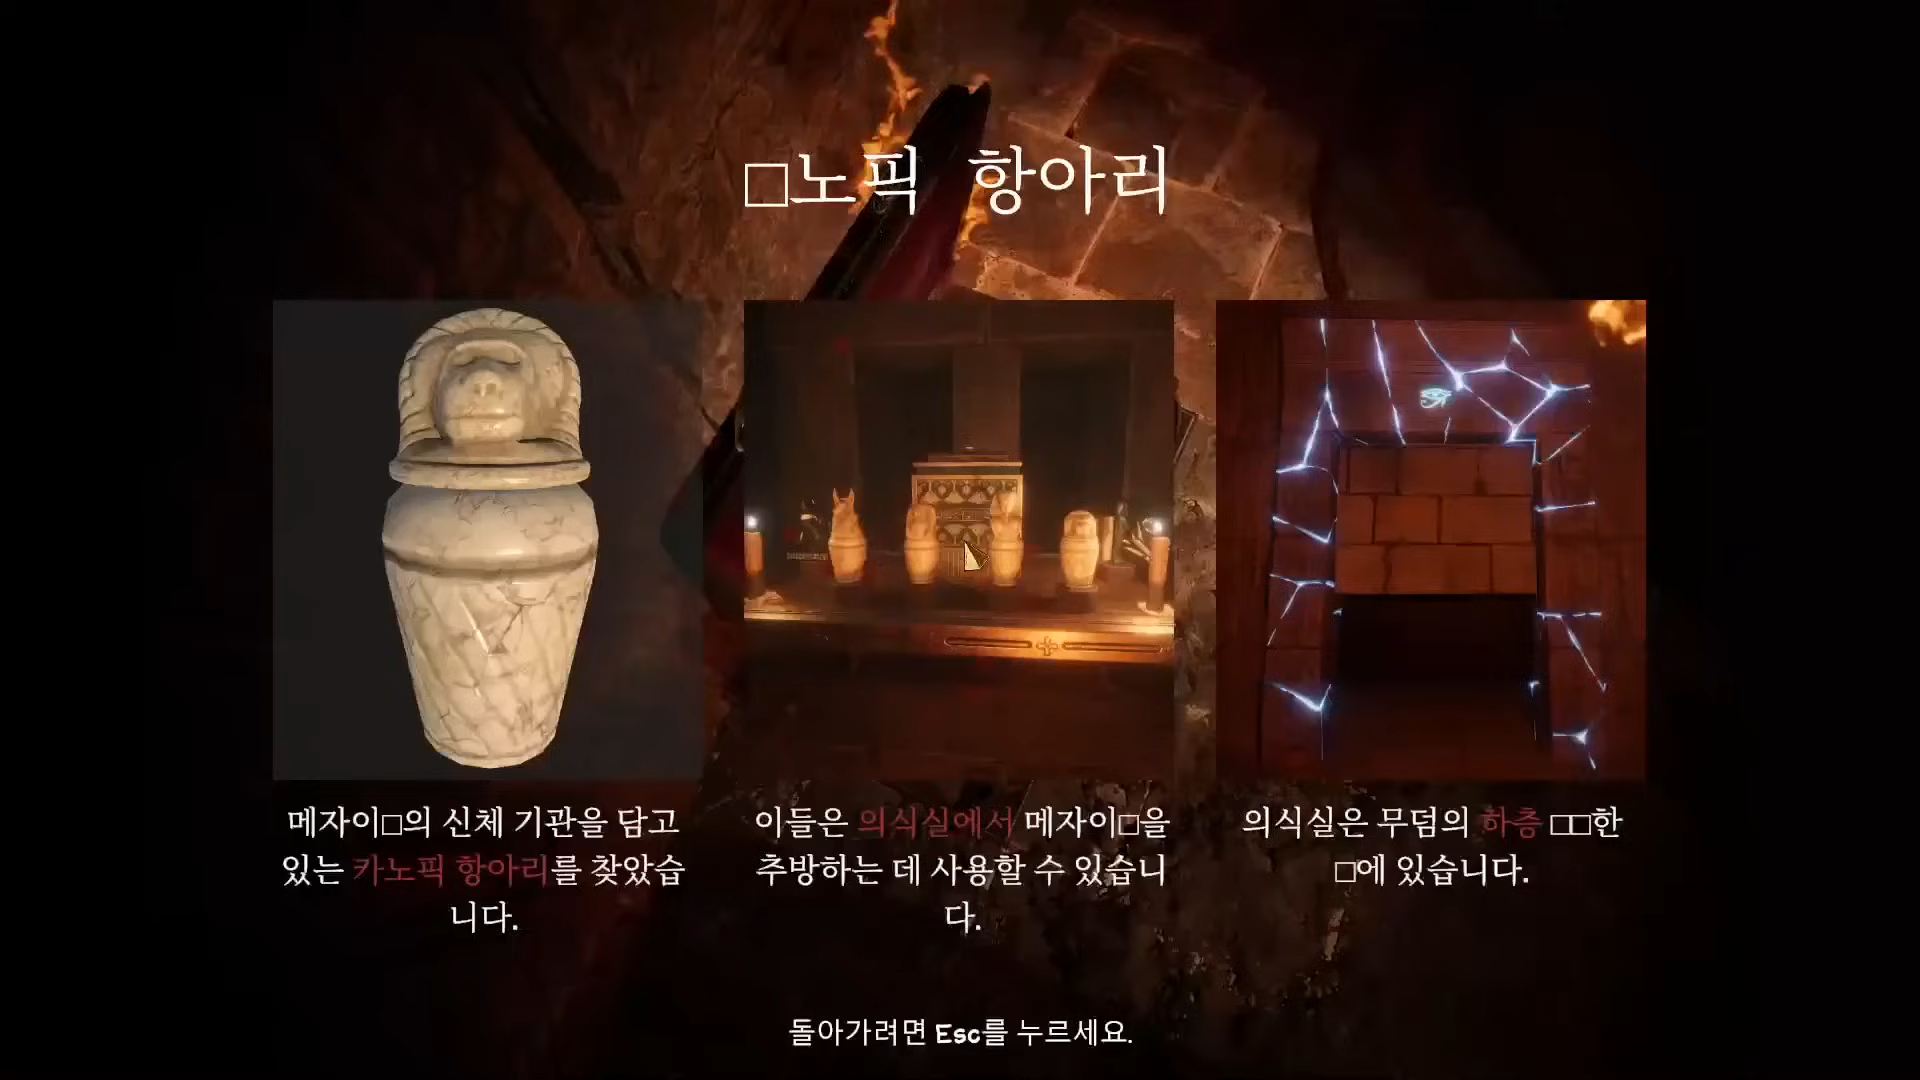 □노픽 항아리
메자이□의 신체 기관을 담고
있는 카노픽 항아리를 찾았습
니다.
이들은 의식실에서 메자이□을
추방하는 데 사용할 수 있습니
다.
의식실은 무덤의 하층 □□한
□에 있습니다.
돌아가려면 Esc를 누르세요.